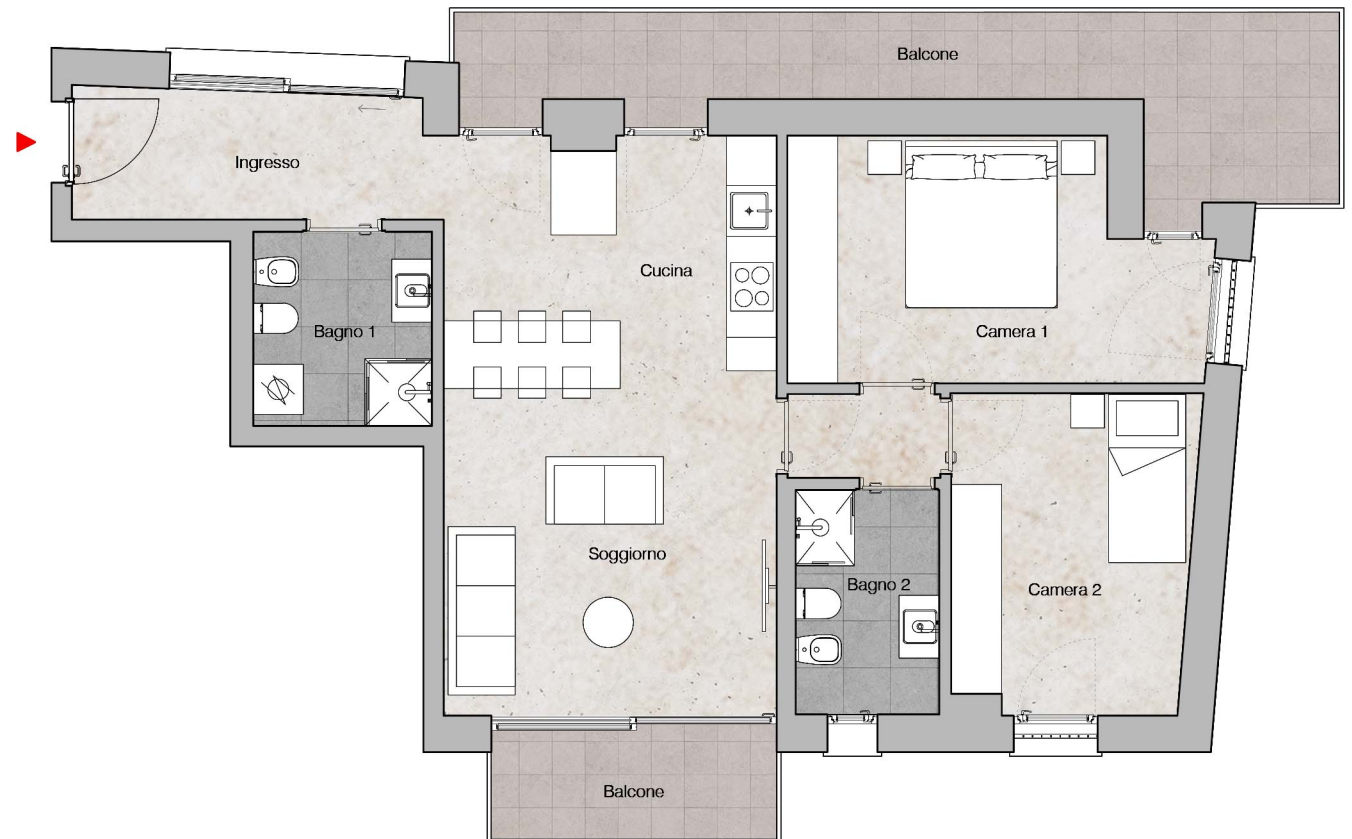 Balcone
Ingresso
Cucina
Bagno 1
Camera 1
Soggiorno
Bagno 2
Camera 2
Balcone